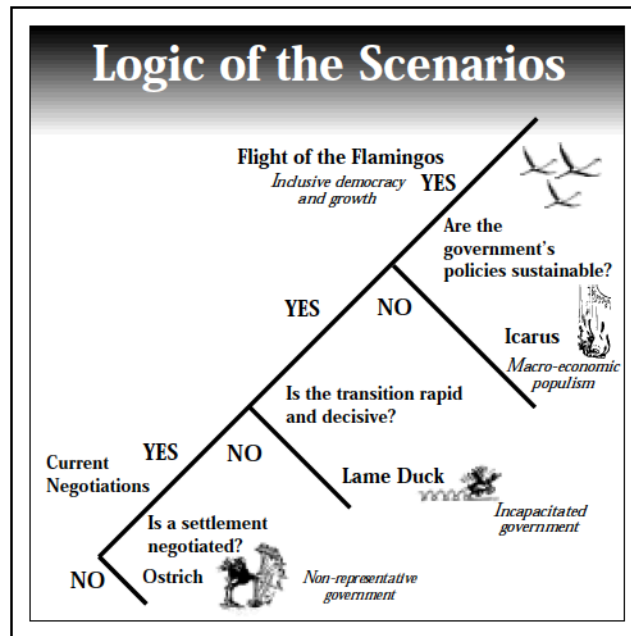 Logic of the Scenarios
Flight of the Flamingos
Inclusive democracy
and growth
YES
Are the
government's
policies sustainable?
YES
NO
Icarus
Macro-economic
populism
Is the transition rapid
and decisive?
YES
NO
Current
Negotiations
Lame Duck
Incapacitated
government
Is a settlement
negotiated?
NO
Ostrich
Non-representative
government